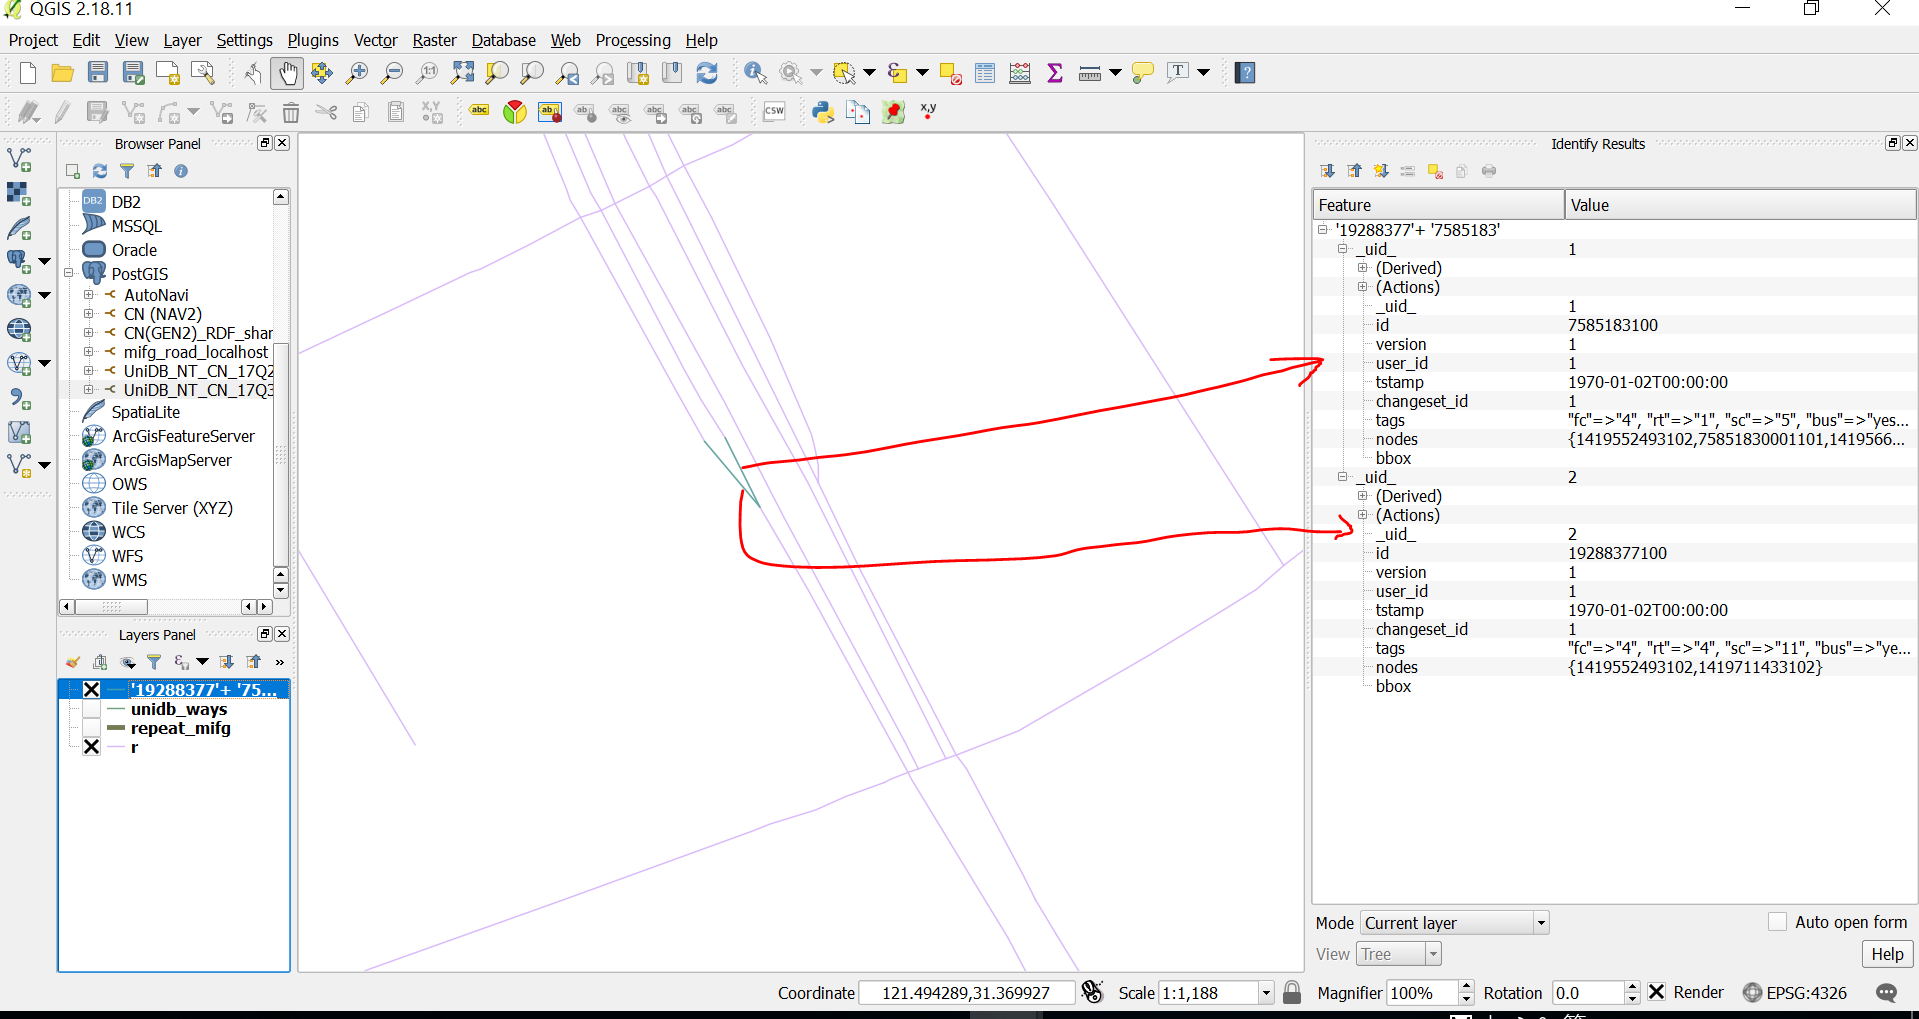 QGIS 2.18.11
Project Edit View Layer Settings Plugins Vector Raster Database Web Processing Help
Browser Panel
DB2
MSSQL
Oracle
PostGIS
AutoNavi
CN (NAV2)
CN(GEN2)_RDF_shar
mifg_road_localhost
UniDB_NT_CN_17Q2
UniDB_NT_CN_17Q3
SpatiaLite
ArcGisFeatureServer
ArcGisMapServer
OWS
Tile Server (XYZ)
WCS
WFS
WMS
Layers Panel
'19288377'+ '75...
unidb_ways
repeat_mifg
r
Identify Results
Feature Value
'19288377'+ '7585183'
_uid_ 1
(Derived)
(Actions)
_uid_ 1
id 7585183100
version 1
user_id 1
tstamp 1970-01-02T00:00:00
changeset_id 1
tags "fc"=>"4", "rt"=>"1", "sc"=>"5", "bus"=>"yes...
nodes {1419552493102,75851830001101,1419566...
bbox
_uid_ 2
(Derived)
(Actions)
_uid_ 2
id 19288377100
version 1
user_id 1
tstamp 1970-01-02T00:00:00
changeset_id 1
tags "fc"=>"4", "rt"=>"4", "sc"=>"11", "bus"=>"ye...
nodes {1419552493102,1419711433102}
bbox
Mode Current layer Auto open form
View Tree Help
Coordinate 121.494289,31.369927 Scale 1:1,188 Magnifier 100% Rotation 0.0 Render EPSG:4326